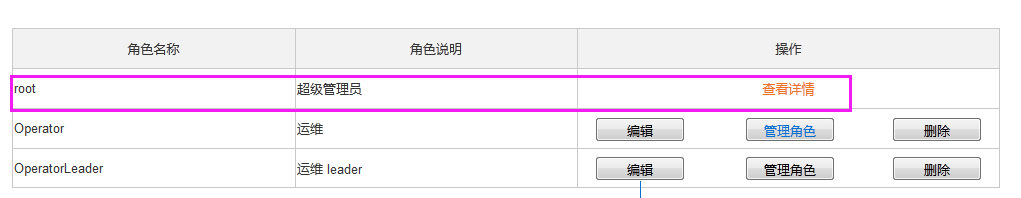 角色名称 角色说明 操作
root 超级管理员 查看详情
Operator 运维 编辑 管理角色 删除
OperatorLeader 运维 leader 编辑 管理角色 删除